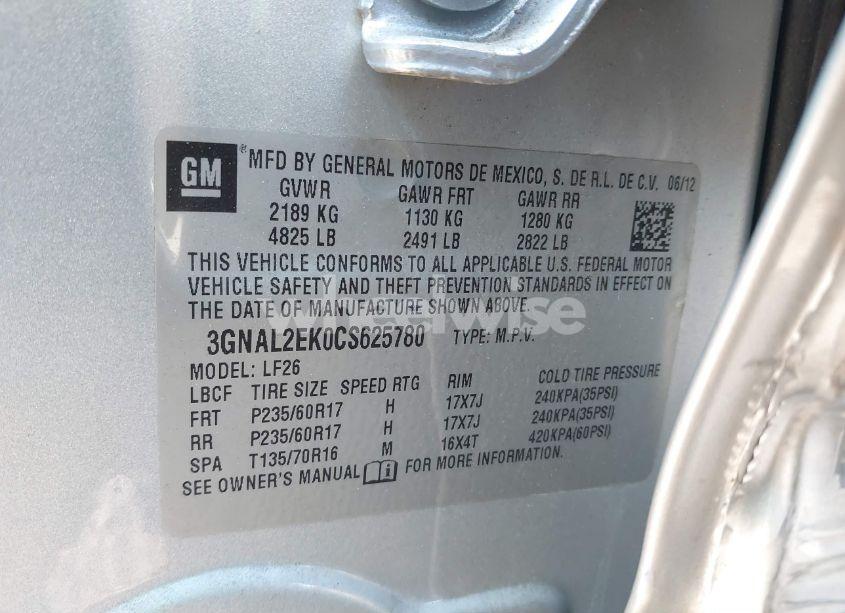 GM
® MFD BY GENERAL MOTORS DE MEXICO, S. DE R.L. DE C.V. 06/12
GVWR GAWR FRT GAWR RR
2189 KG 1130 KG 1280 KG
4825 LB 2491 LB 2822 LB
THIS VEHICLE CONFORMS TO ALL APPLICABLE U.S. FEDERAL MOTOR
VEHICLE SAFETY AND THEFT PREVENTION STANDARDS IN EFFECT ON
THE DATE OF MANUFACTURE SHOWN ABOVE.
wheelwise
3GNAL2EK0CS625780 TYPE: M.P.V.
MODEL: LF26
LBCF TIRE SIZE SPEED RTG RIM COLD TIRE PRESSURE
FRT P235/60R17 H 17X7J 240KPA(35PSI)
RR P235/60R17 H 17X7J 240KPA(35PSI)
SPA T135/70R16 M 16X4T 420KPA(60PSI)
SEE OWNER'S MANUAL i FOR MORE INFORMATION.